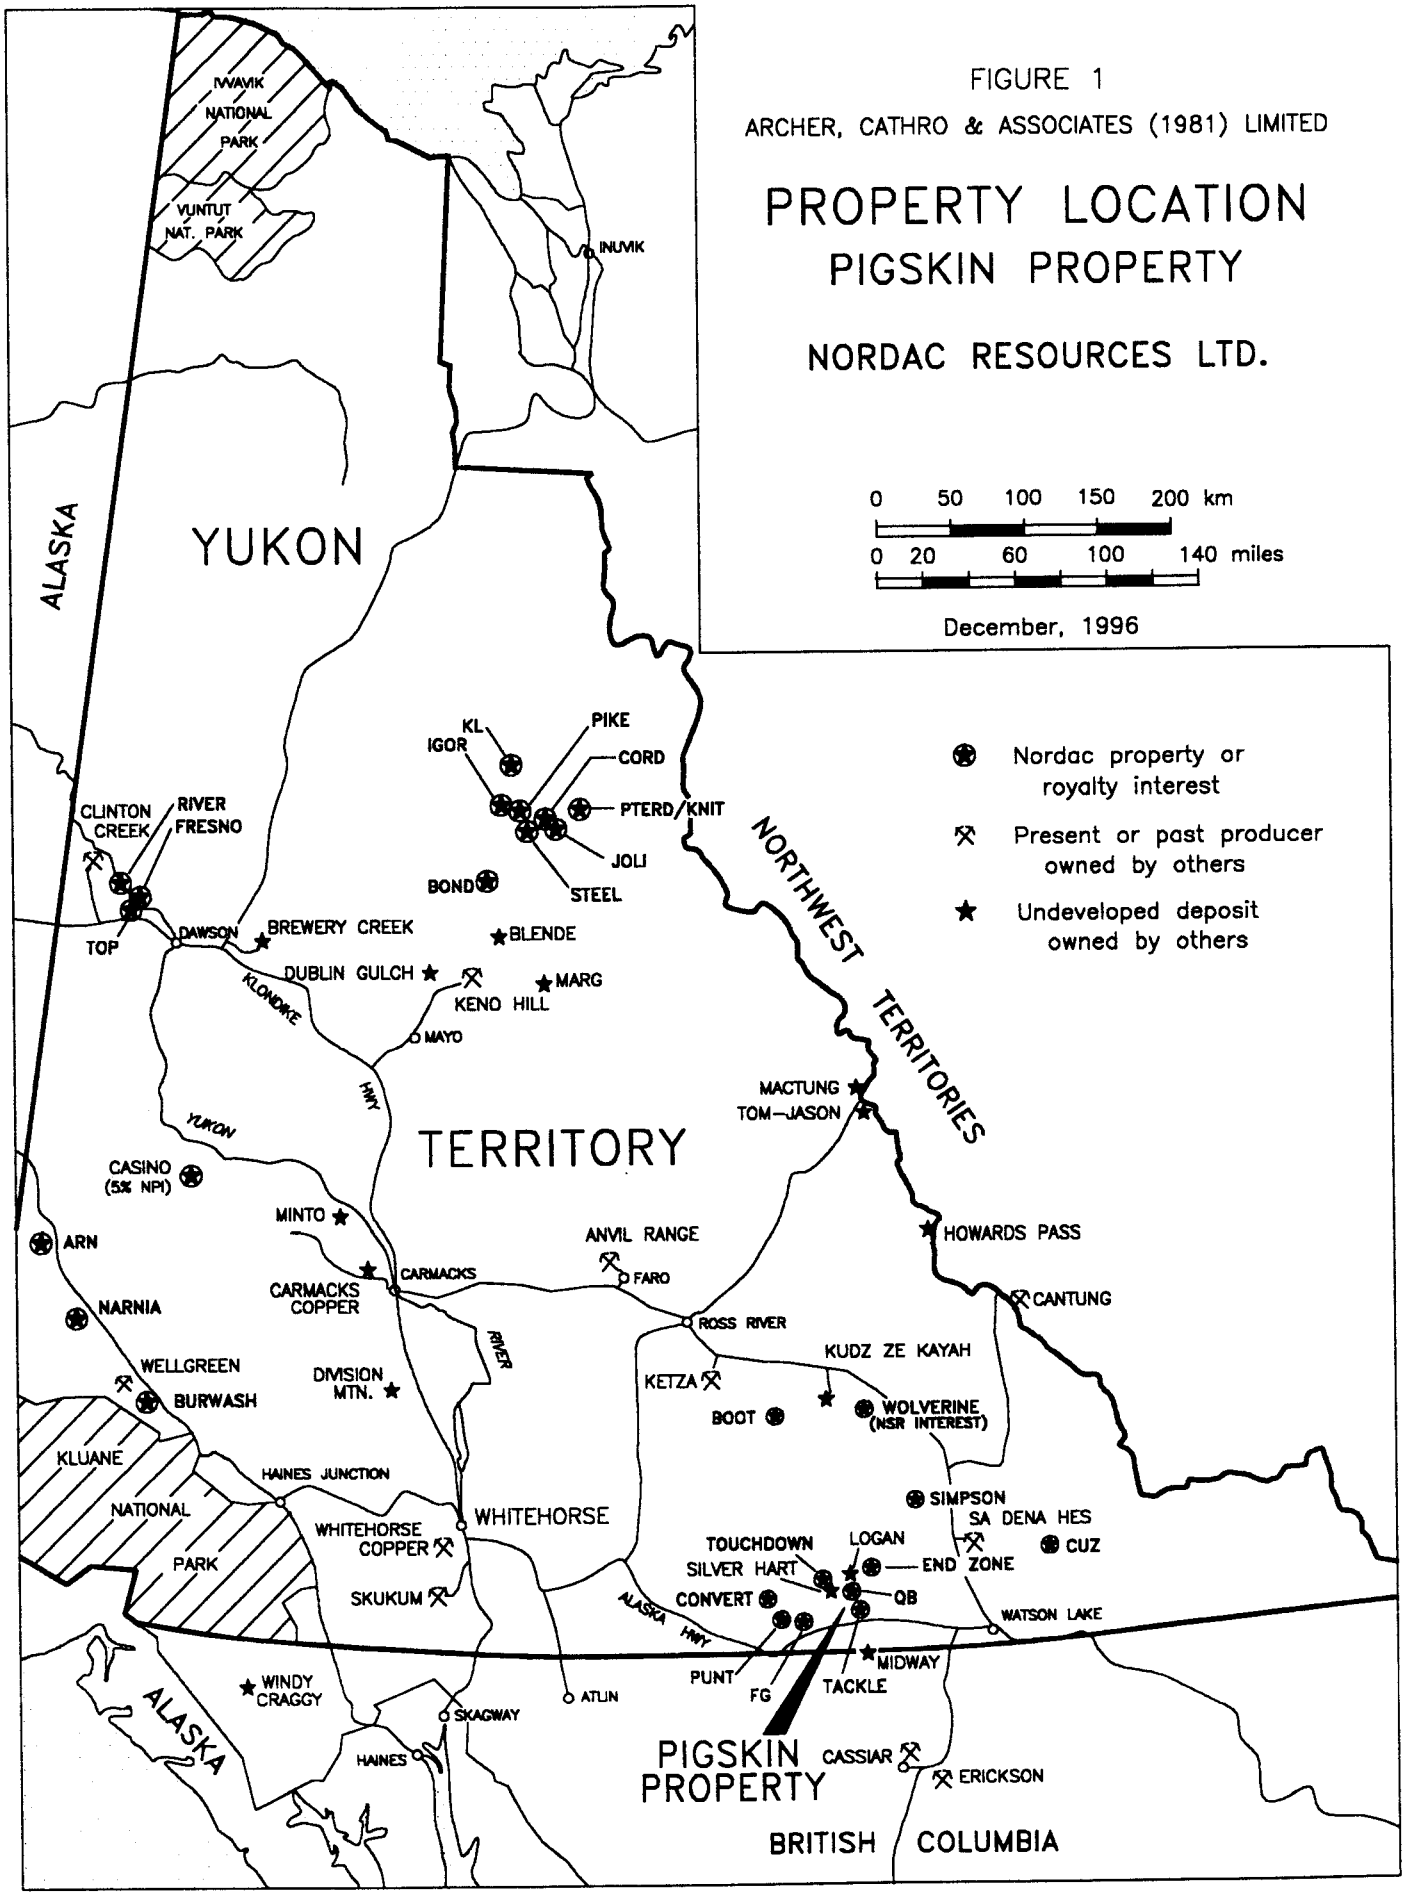 FIGURE 1
ARCHER, CATHRO & ASSOCIATES (1981) LIMITED
PROPERTY LOCATION
PIGSKIN PROPERTY
NORDAC RESOURCES LTD.
0 50 100 150 200 km
0 20 60 100 140 miles
December, 1996
Nordac property or
royalty interest
Present or past producer
owned by others
Undeveloped deposit
owned by others
IVVAVIK
NATIONAL
PARK
VUNTUT
NAT. PARK
INUVIK
ALASKA
YUKON
KL
PIKE
IGOR
CORD
PTERD/KNIT
JOLI
STEEL
BOND
CLINTON
CREEK
RIVER
FRESNO
TOP
DAWSON
BREWERY CREEK
BLENDE
DUBLIN GULCH
KENO HILL
MARG
KLONDIKE
HWY
MAYO
NORTHWEST
TERRITORIES
MACTUNG
TOM-JASON
YUKON
TERRITORY
CASINO
(5% NPI)
MINTO
ARN
ANVIL RANGE
HOWARDS PASS
CARMACKS
COPPER
CARMACKS
FARO
CANTUNG
NARNIA
RIVER
ROSS RIVER
KUDZ ZE KAYAH
WELLGREEN
BURWASH
DIVISION
MTN.
KETZA
BOOT
WOLVERINE
(NSR INTEREST)
KLUANE
NATIONAL
PARK
HAINES JUNCTION
WHITEHORSE
WHITEHORSE
COPPER
SKUKUM
SIMPSON
SA DENA HES
CUZ
TOUCHDOWN
LOGAN
SILVER HART
END ZONE
CONVERT
QB
ALASKA HWY
WATSON LAKE
PUNT
FG
TACKLE
MIDWAY
WINDY
CRAGGY
ALASKA
ATLIN
SKAGWAY
HAINES
PIGSKIN
PROPERTY
CASSIAR
ERICKSON
BRITISH COLUMBIA